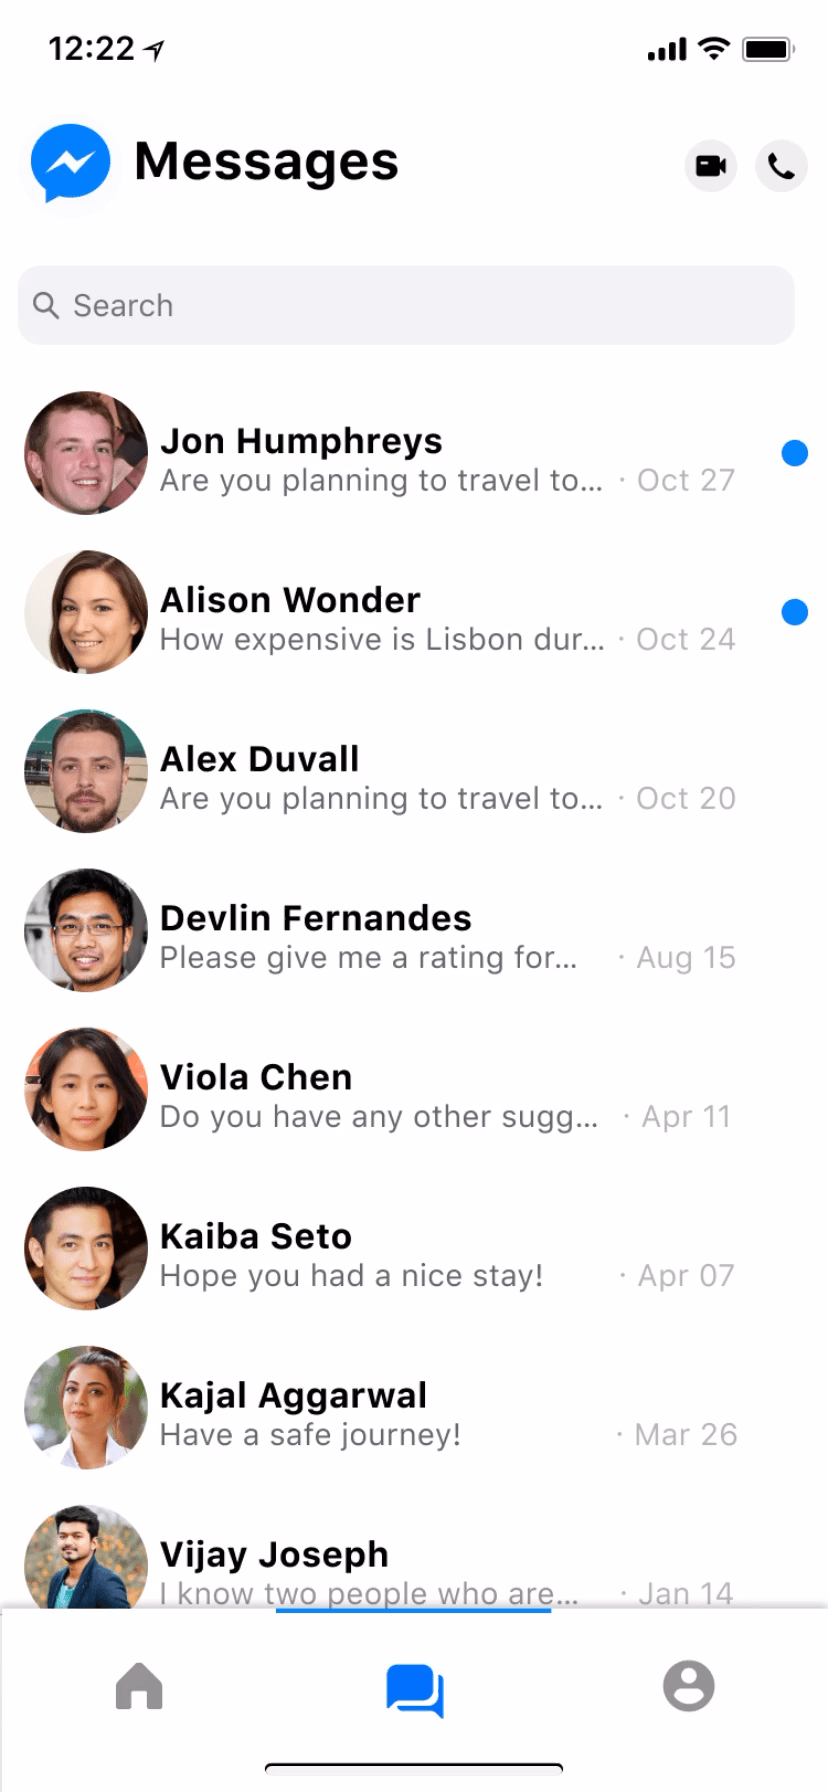 12:22
Messages
Search
Jon Humphreys
Are you planning to travel to... · Oct 27
Alison Wonder
How expensive is Lisbon dur... · Oct 24
Alex Duvall
Are you planning to travel to... · Oct 20
Devlin Fernandes
Please give me a rating for... · Aug 15
Viola Chen
Do you have any other sugg... · Apr 11
Kaiba Seto
Hope you had a nice stay! · Apr 07
Kajal Aggarwal
Have a safe journey! · Mar 26
Vijay Joseph
I know two people who are... · Jan 14